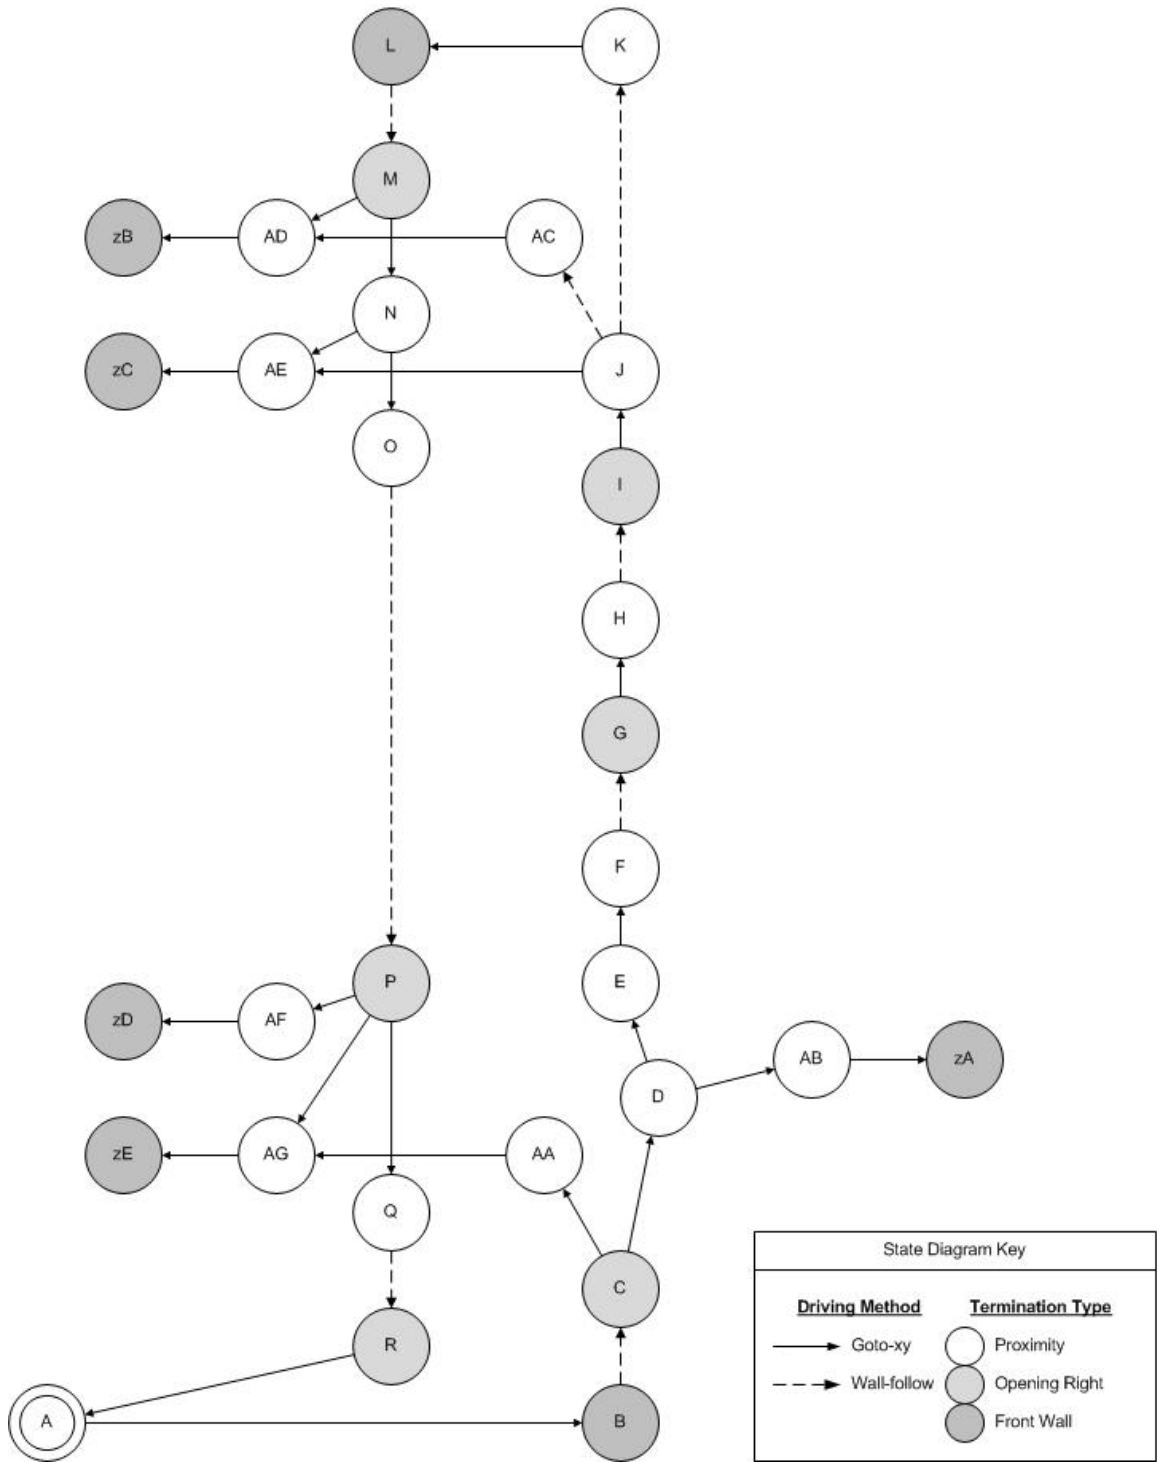 L
K
M
zB
AD
AC
N
zC
AE
J
O
I
H
G
F
P
E
zD
AF
AB
zA
D
zE
AG
AA
Q
C
R
A
B
State Diagram Key
Driving Method
Termination Type
Goto-xy
Proximity
Wall-follow
Opening Right
Front Wall